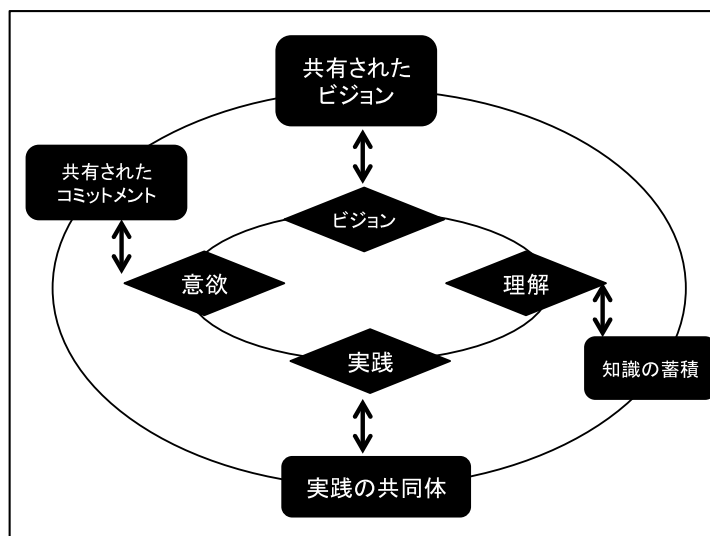 共有された
ビジョン
共有された
コミットメント
ビジョン
意欲
理解
実践
知識の蓄積
実践の共同体